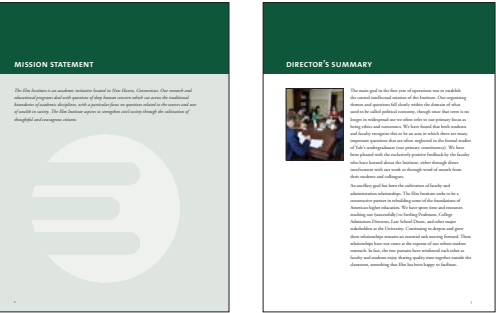 MISSION STATEMENT
The Elm Institute is an academic initiative located in New Haven, Connecticut. Our research and
educational programs deal with questions of deep human concern which cut across the traditional
boundaries of academic disciplines, with a particular focus on questions related to the sources and uses
of wealth in society. The Elm Institute aspires to strengthen civil society through the cultivation of
thoughtful and courageous citizens.
DIRECTOR'S SUMMARY
The major goal in the first year of operations was to establish
the central intellectual mission of the Institute. Our organizing
themes and questions fall clearly within the domain of what
used to be called political economy, though since that term is no
longer in widespread use we often refer to our primary focus as
being ethics and economics. We have found that both students
and faculty recognize this to be an area in which there are many
important questions that are often neglected in the formal studies
of Yale's undergraduates (our primary constituency). We have
been pleased with the exclusively positive feedback by the faculty
who have learned about the Institute, either through direct
involvement with our work or through word of mouth from
their students and colleagues.
An ancillary goal has been the cultivation of faculty and
administration relationships. The Elm Institute seeks to be a
constructive partner in rebuilding some of the foundations of
American higher education. We have spent time and resources
reaching out (successfully) to Sterling Professors, College
Admissions Directors, Law School Deans, and other major
stakeholders at the University. Continuing to deepen and grow
these relationships remains an essential task moving forward. These
relationships have not come at the expense of our robust student
outreach. In fact, the two pursuits have reinforced each other as
faculty and students enjoy sharing quality time together outside the
classroom, something that Elm has been happy to facilitate.